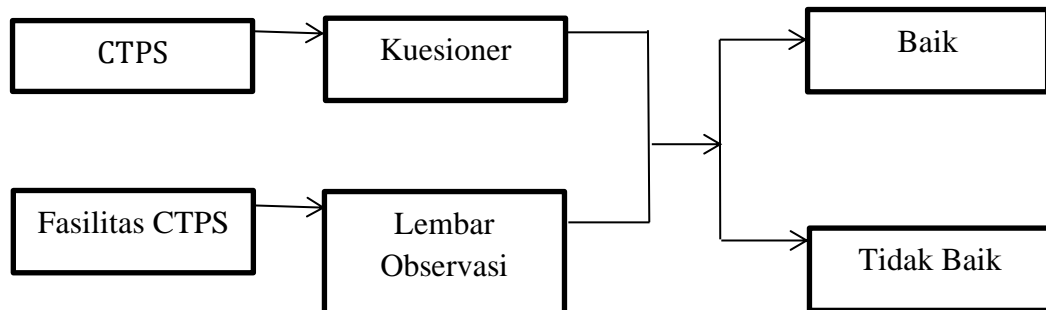 CTPS
Kuesioner
Baik
Fasilitas CTPS
Lembar
Observasi
Tidak Baik